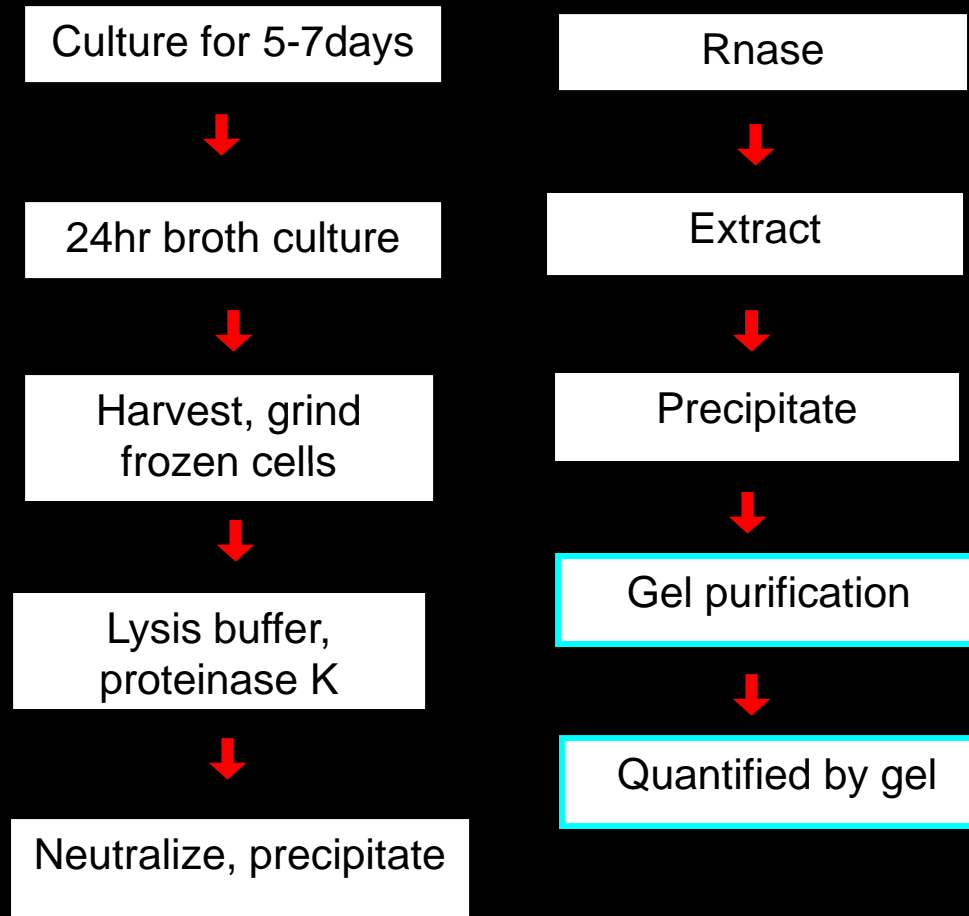 Culture for 5-7days
24hr broth culture
Harvest, grind
frozen cells
Lysis buffer,
proteinase K
Neutralize, precipitate
Rnase
Extract
Precipitate
Gel purification
Quantified by gel